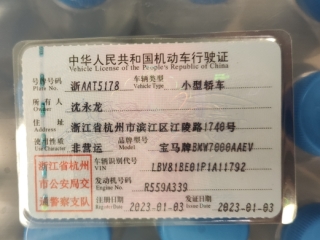 中华人民共和国机动车行驶证
Vehicle License of the People's Republic of China
号牌号码 浙AAT5178 车辆类型 小型轿车
Plate No. Vehicle Type
所有人 沈永龙
Owner
住址 浙江省杭州市滨江区江陵路1740号
Address
使用性质 非营运 品牌型号 宝马牌BMW7000AAEV
浙江省杭州 车辆识别代号 LBV81BE01P1A11792
VIN
市公安局交 发动机号码 R559A339
Engine No.
通警察支队 注册日期 2023-01-03 发证日期 2023-01-03
Register Date Issue Date